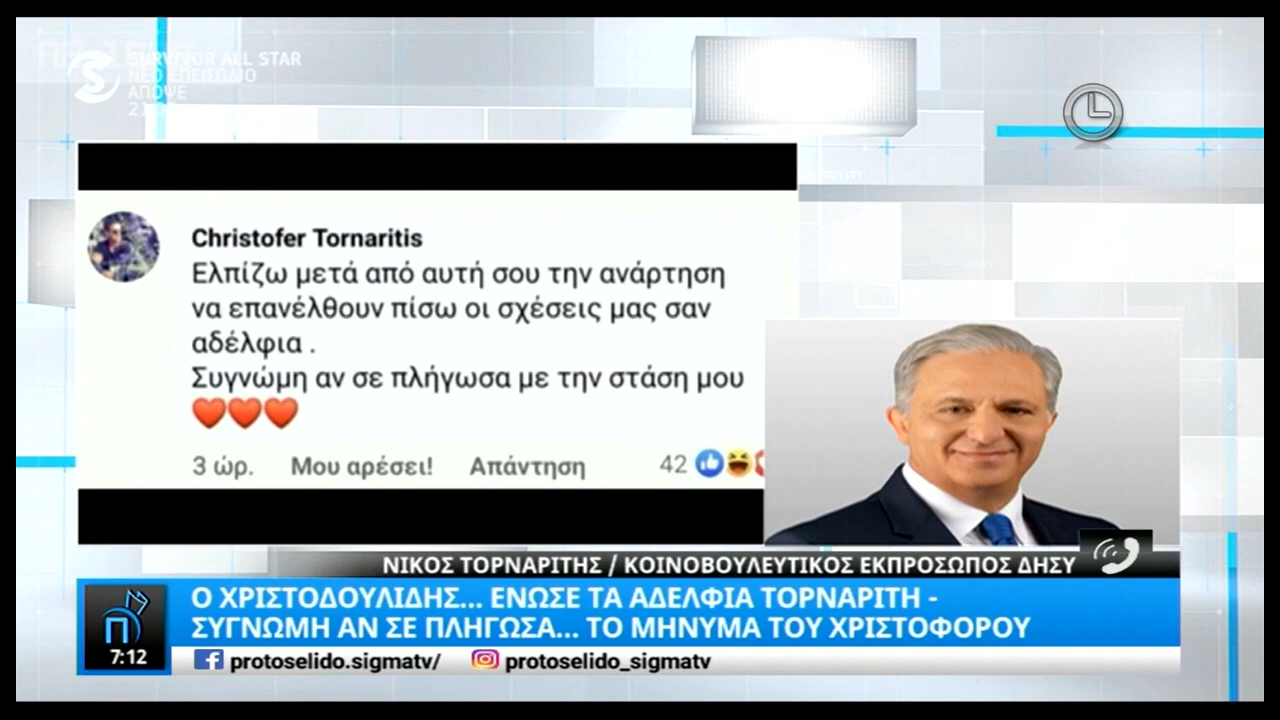 SURVIVOR ALL STAR
ΝΕΟ ΕΠΕΙΣΟΔΙΟ
ΑΠΟΨΕ
Christofer Tornaritis
Ελπίζω μετά από αυτή σου την ανάρτηση
να επανέλθουν πίσω οι σχέσεις μας σαν
αδέλφια .
Συγνώμη αν σε πλήγωσα με την στάση μου
❤️❤️❤️
3 ώρ. Μου αρέσει! Απάντηση 42
ΝΙΚΟΣ ΤΟΡΝΑΡΙΤΗΣ / ΚΟΙΝΟΒΟΥΛΕΥΤΙΚΟΣ ΕΚΠΡΟΣΩΠΟΣ ΔΗΣΥ
Ο ΧΡΙΣΤΟΔΟΥΛΙΔΗΣ... ΕΝΩΣΕ ΤΑ ΑΔΕΛΦΙΑ ΤΟΡΝΑΡΙΤΗ -
ΣΥΓΝΩΜΗ ΑΝ ΣΕ ΠΛΗΓΩΣΑ... ΤΟ ΜΗΝΥΜΑ ΤΟΥ ΧΡΙΣΤΟΦΟΡΟΥ
7:12
protoselido.sigmatv/ protoselido_sigmatv